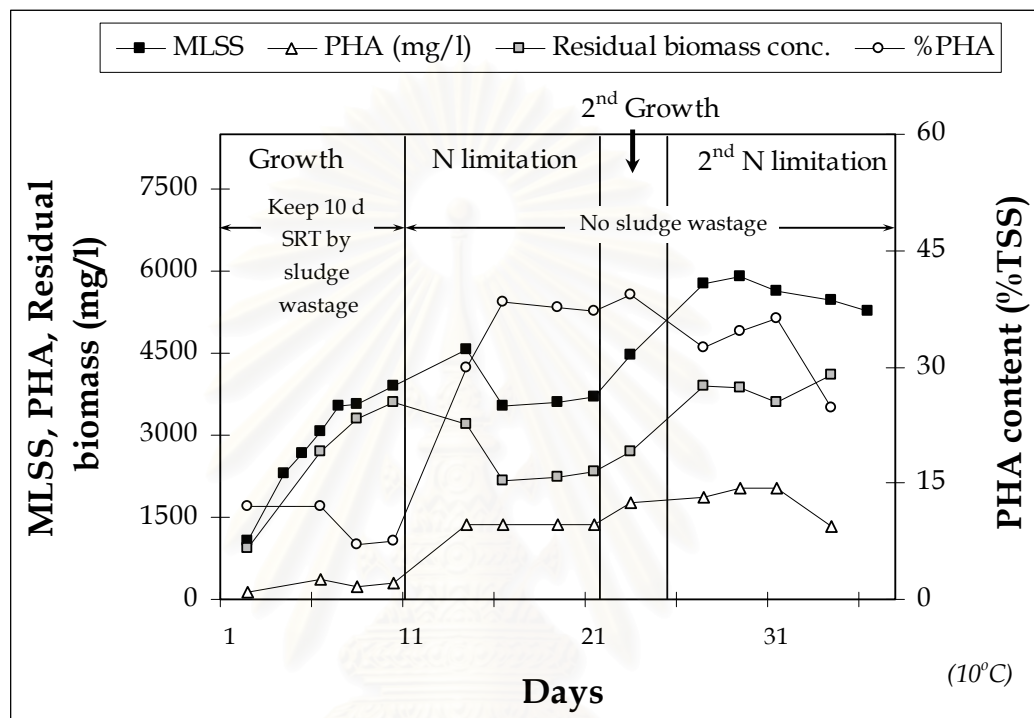 MLSS PHA (mg/l) Residual biomass conc. %PHA
2nd Growth
Growth N limitation 2nd N limitation
Keep 10 d
SRT by
sludge
wastage
No sludge wastage
MLSS, PHA, Residual
biomass (mg/l)
7500
6000
4500
3000
1500
0
60
45
30
15
0
PHA content (%TSS)
1 11 21 31
Days
(10oC)